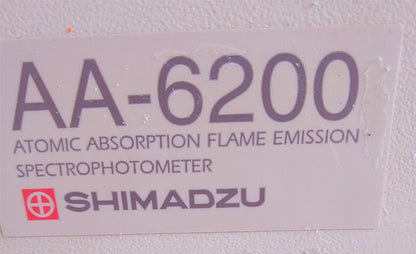 AA-6200
ATOMIC ABSORPTION FLAME EMISSION
SPECTROPHOTOMETER
SHIMADZU